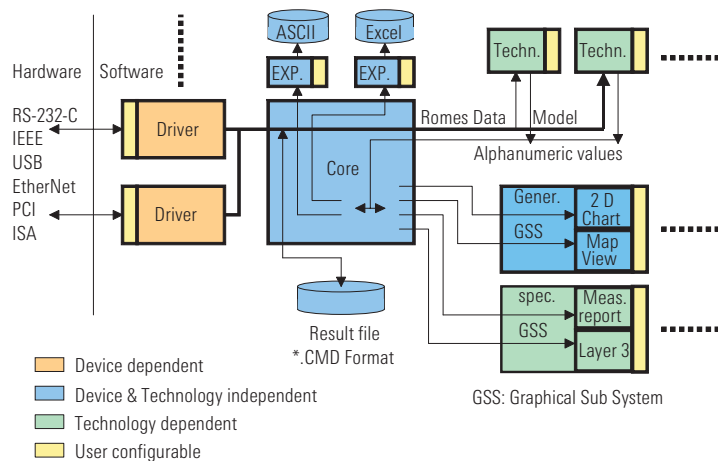 ASCII
Excel
Techn.
Techn.
Hardware
Software
EXP.
EXP.
RS-232-C
IEEE
USB
EtherNet
PCI
ISA
Driver
Driver
Romes Data Model
Alphanumeric values
Core
Gener.
GSS
2 D
Chart
Map
View
spec.
GSS
Meas.
report
Layer 3
Result file
*.CMD Format
GSS: Graphical Sub System
Device dependent
Device & Technology independent
Technology dependent
User configurable